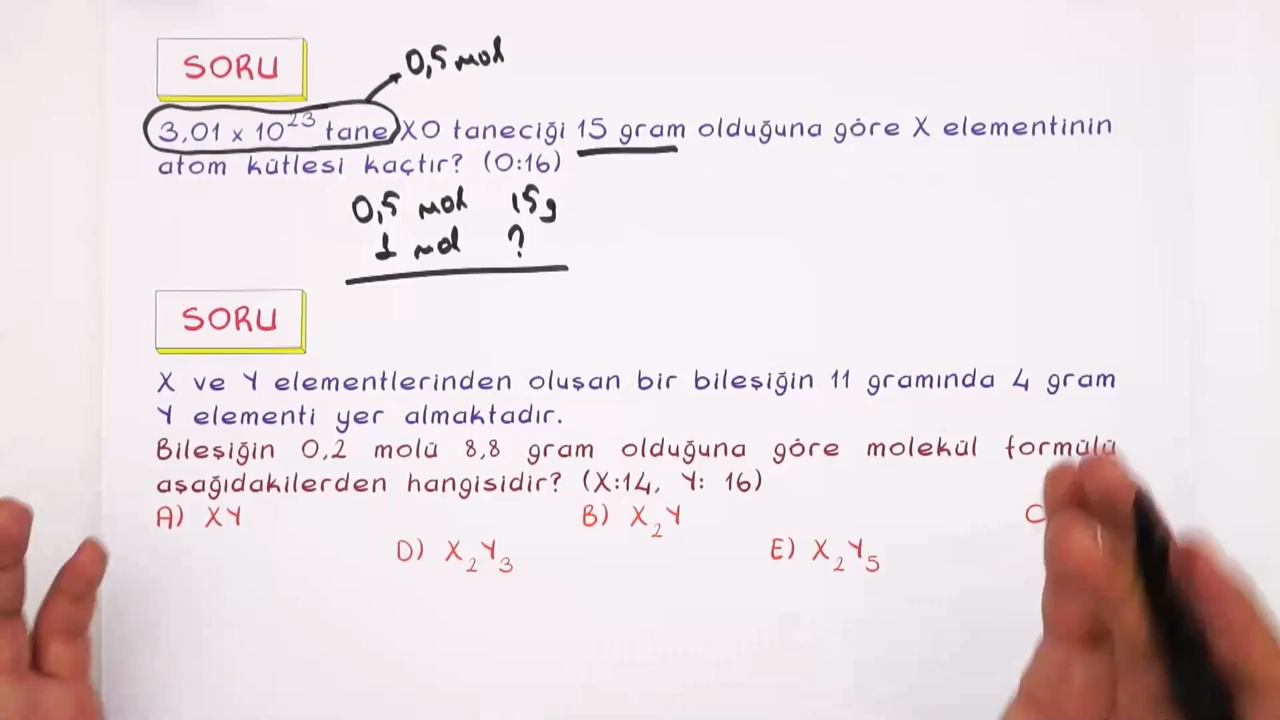 SORU
0,5 mol
3,01 x 10²³ tane XO taneciği 15 gram olduğuna göre X elementinin
atom kütlesi kaçtır? (O:16)
0,5 mol 15g
1 mol ?
SORU
X ve Y elementlerinden oluşan bir bileşiğin 11 gramında 4 gram
Y elementi yer almaktadır.
Bileşiğin 0,2 molü 8,8 gram olduğuna göre molekül formülü
aşağıdakilerden hangisidir? (X:14, Y: 16)
A) XY B) X₂Y C
D) X₂Y₃ E) X₂Y₅